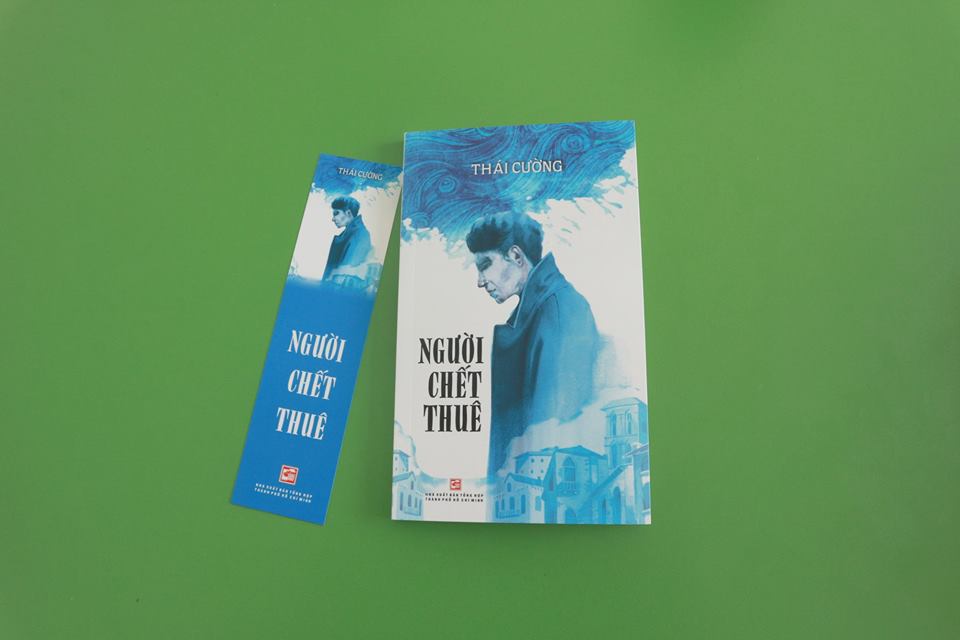 THÁI CƯỜNG
NGƯỜI
CHẾT
THUÊ
NHÀ XUẤT BẢN TỔNG HỢP
THÀNH PHỐ HỒ CHÍ MINH
THÁI CƯỜNG
NGƯỜI
CHẾT
THUÊ
NHÀ XUẤT BẢN TỔNG HỢP
THÀNH PHỐ HỒ CHÍ MINH